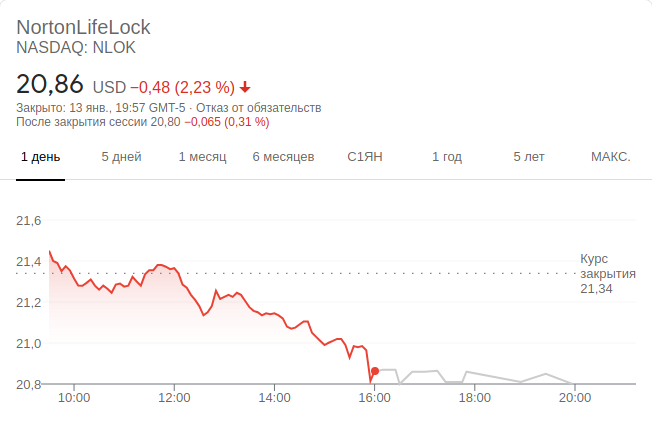 NortonLifeLock
NASDAQ: NLOK
20,86 USD −0,48 (2,23 %)
Закрыто: 13 янв., 19:57 GMT-5 · Отказ от обязательств
После закрытия сессии 20,80 −0,065 (0,31 %)
1 день 5 дней 1 месяц 6 месяцев С1ЯН 1 год 5 лет МАКС.
21,6
21,4
21,2
21,0
20,8
Курс
закрытия
21,34
10:00 12:00 14:00 16:00 18:00 20:00